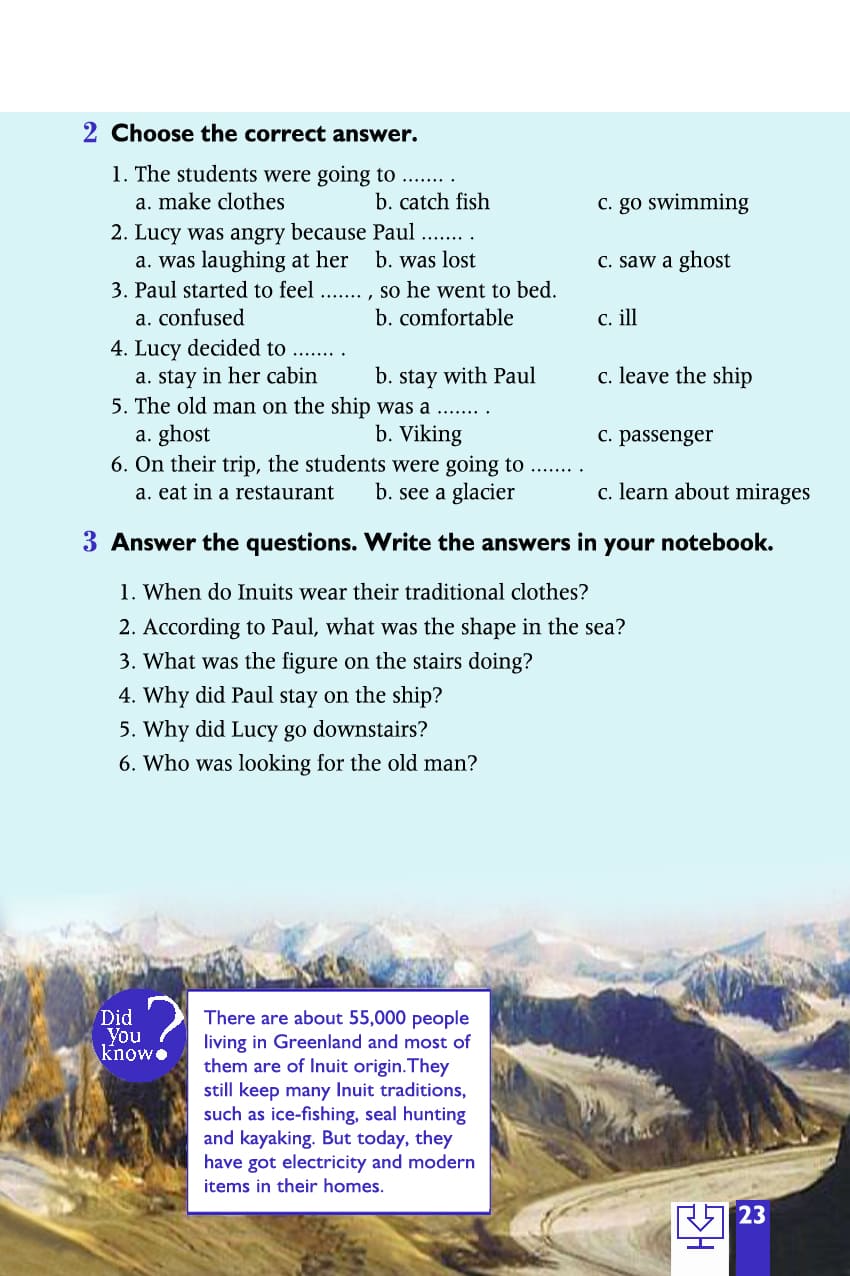 2 Choose the correct answer.
1. The students were going to ....... .
a. make clothes b. catch fish c. go swimming
2. Lucy was angry because Paul ....... .
a. was laughing at her b. was lost c. saw a ghost
3. Paul started to feel ....... , so he went to bed.
a. confused b. comfortable c. ill
4. Lucy decided to ....... .
a. stay in her cabin b. stay with Paul c. leave the ship
5. The old man on the ship was a ....... .
a. ghost b. Viking c. passenger
6. On their trip, the students were going to ....... .
a. eat in a restaurant b. see a glacier c. learn about mirages
3 Answer the questions. Write the answers in your notebook.
1. When do Inuits wear their traditional clothes?
2. According to Paul, what was the shape in the sea?
3. What was the figure on the stairs doing?
4. Why did Paul stay on the ship?
5. Why did Lucy go downstairs?
6. Who was looking for the old man?
Did
you
know?
There are about 55,000 people
living in Greenland and most of
them are of Inuit origin.They
still keep many Inuit traditions,
such as ice-fishing, seal hunting
and kayaking. But today, they
have got electricity and modern
items in their homes.
23